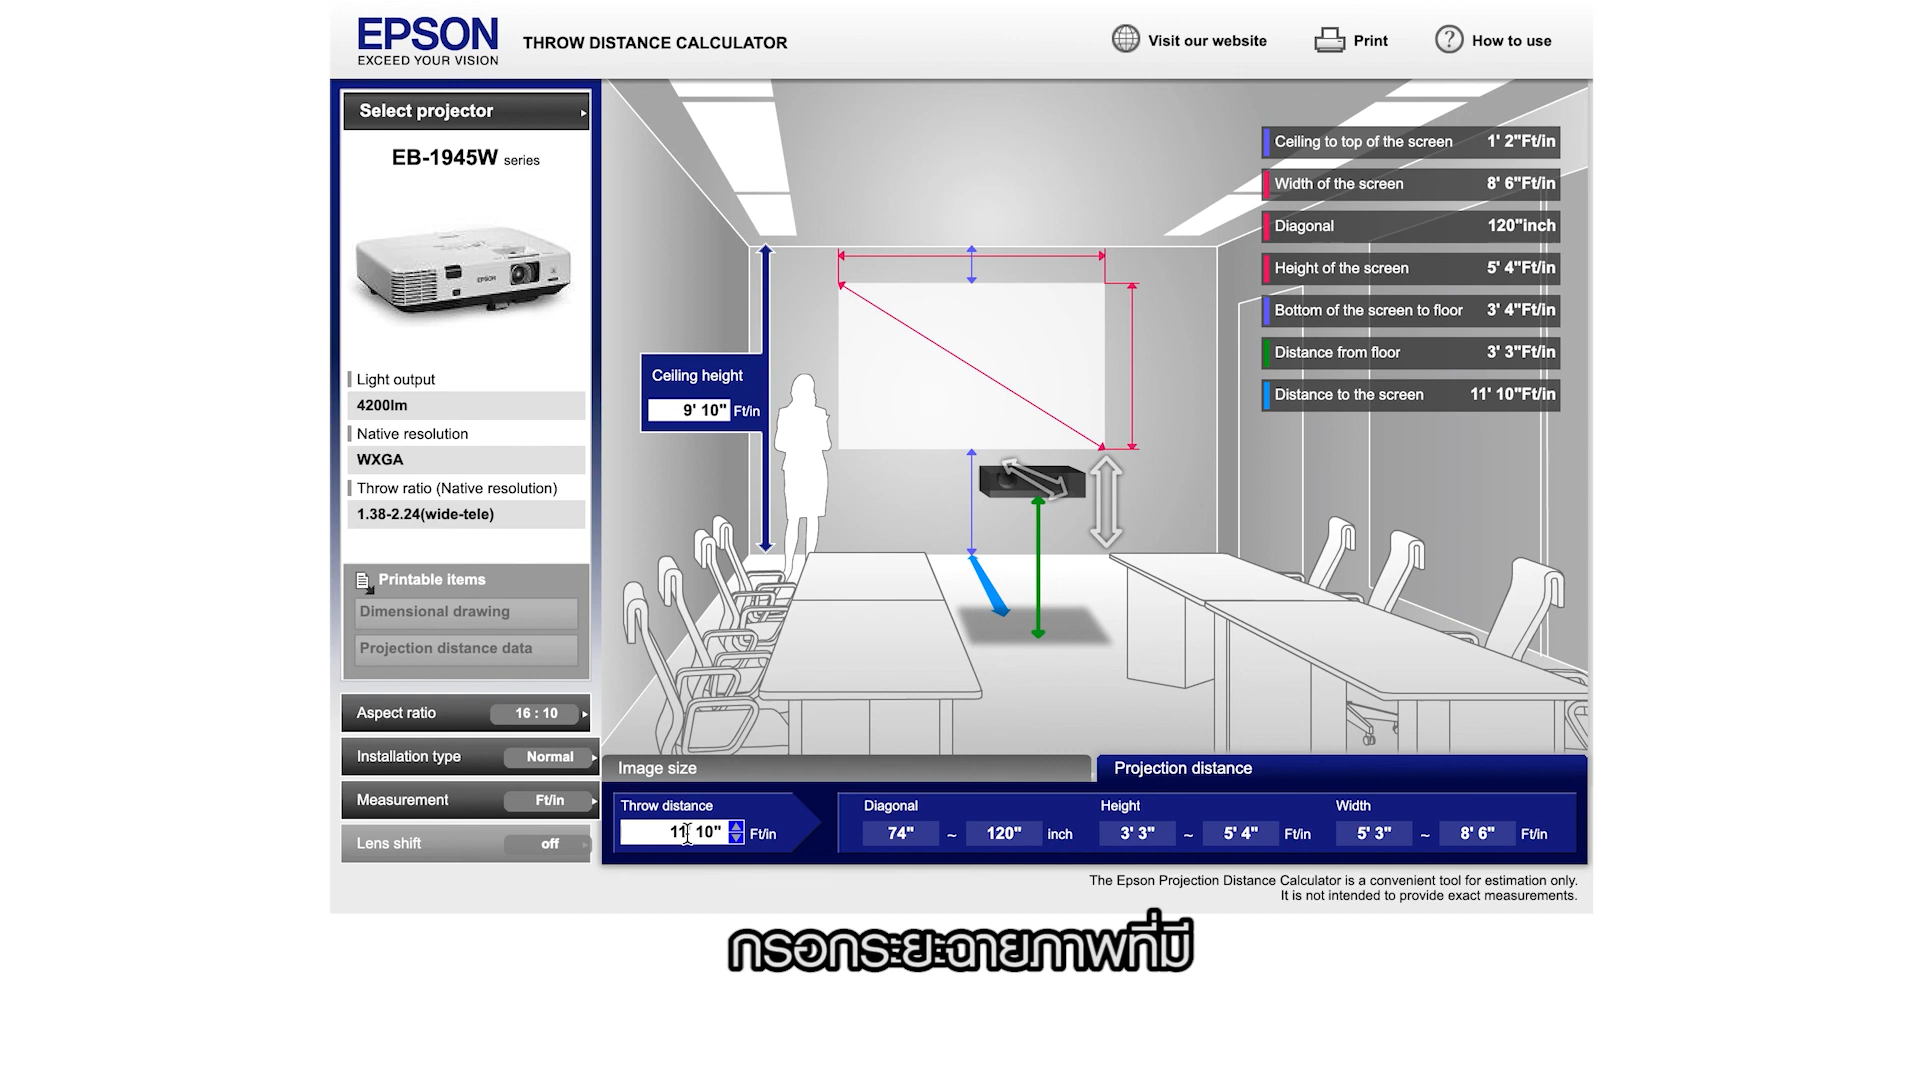 EPSON
EXCEED YOUR VISION
THROW DISTANCE CALCULATOR
Visit our website
Print
? How to use
Select projector
EB-1945W series
EPSON
Light output
4200lm
Native resolution
WXGA
Throw ratio (Native resolution)
1.38-2.24(wide-tele)
Printable items
Dimensional drawing
Projection distance data
Aspect ratio 16 : 10
Installation type Normal
Measurement Ft/in
Lens shift off
Ceiling height
9' 10" Ft/in
Ceiling to top of the screen 1' 2"Ft/in
Width of the screen 8' 6"Ft/in
Diagonal 120"inch
Height of the screen 5' 4"Ft/in
Bottom of the screen to floor 3' 4"Ft/in
Distance from floor 3' 3"Ft/in
Distance to the screen 11' 10"Ft/in
Image size
Projection distance
Throw distance
11' 10" Ft/in
Diagonal
74" ~ 120" inch
Height
3' 3" ~ 5' 4" Ft/in
Width
5' 3" ~ 8' 6" Ft/in
The Epson Projection Distance Calculator is a convenient tool for estimation only.
It is not intended to provide exact measurements.
กรอกระยะฉายภาพที่มี